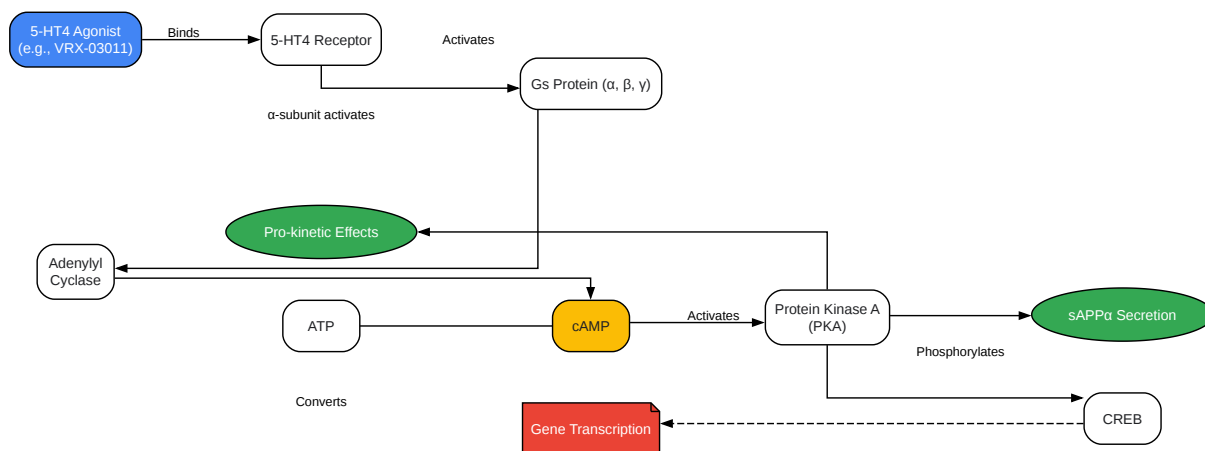 5-HT4 Agonist
(e.g., VRX-03011)
Binds
5-HT4 Receptor
Activates
Gs Protein (α, β, γ)
α-subunit activates
Pro-kinetic Effects
Adenylyl
Cyclase
ATP
cAMP
Activates
Protein Kinase A
(PKA)
sAPPα Secretion
Phosphorylates
Converts
Gene Transcription
CREB